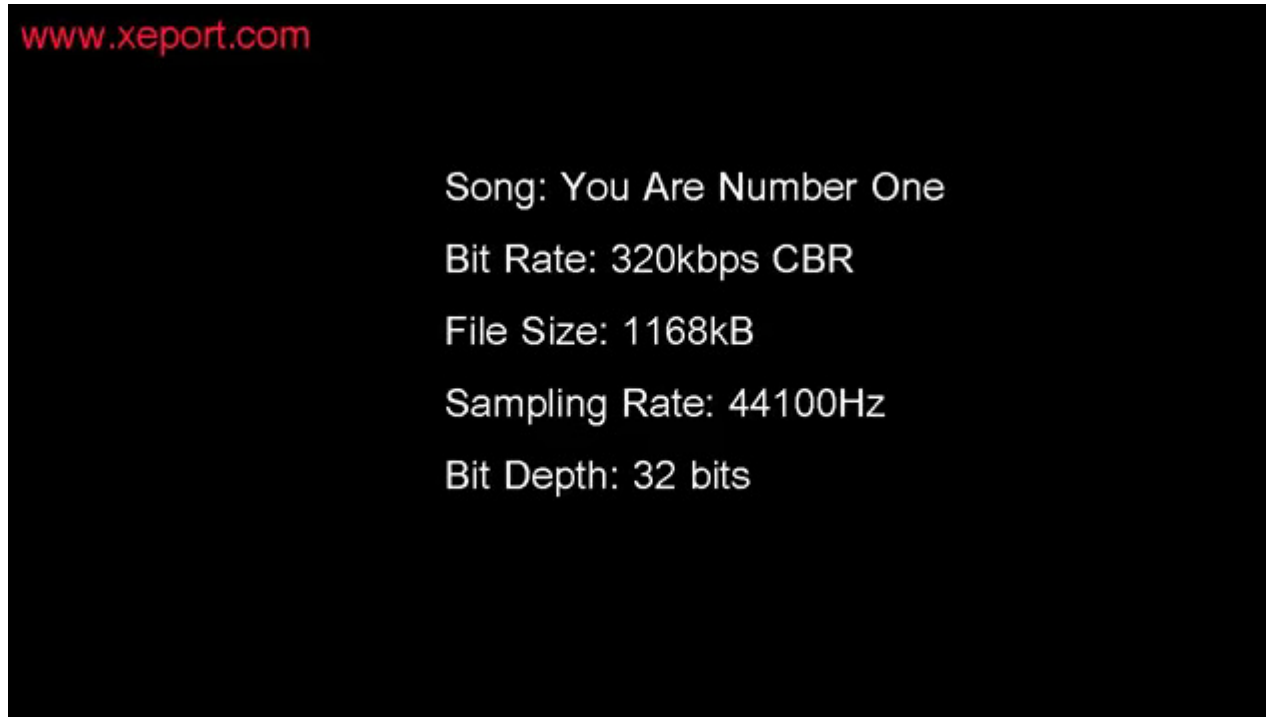 www.xeport.com
Song: You Are Number One
Bit Rate: 320kbps CBR
File Size: 1168kB
Sampling Rate: 44100Hz
Bit Depth: 32 bits